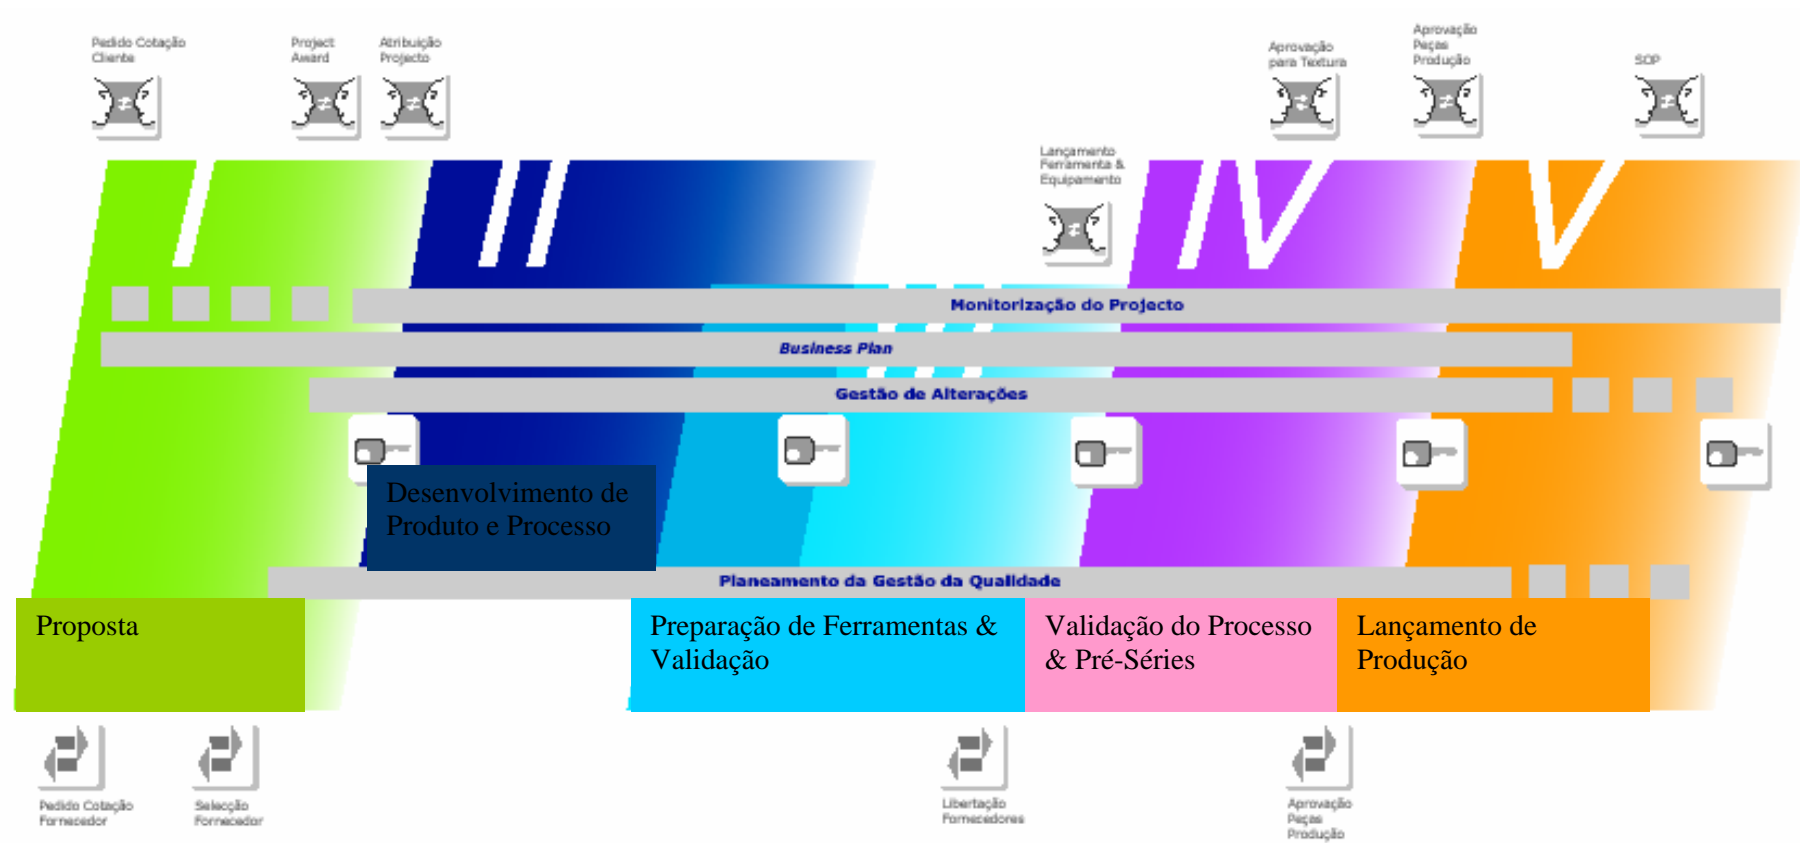 Pedido Cotação
Cliente
Project
Award
Atribuição
Projecto
Aprovação
para Textura
Aprovação
Peças
Produção
SOP
Lançamento
Ferramenta &
Equipamento
I
II
III
IV
V
Monitorização do Projecto
Business Plan
Gestão de Alterações
Desenvolvimento de
Produto e Processo
Planeamento da Gestão da Qualidade
Proposta
Preparação de Ferramentas &
Validação
Validação do Processo
& Pré-Séries
Lançamento de
Produção
Pedido Cotação
Fornecedor
Selecção
Fornecedor
Libertação
Fornecedores
Aprovação
Peças
Produção